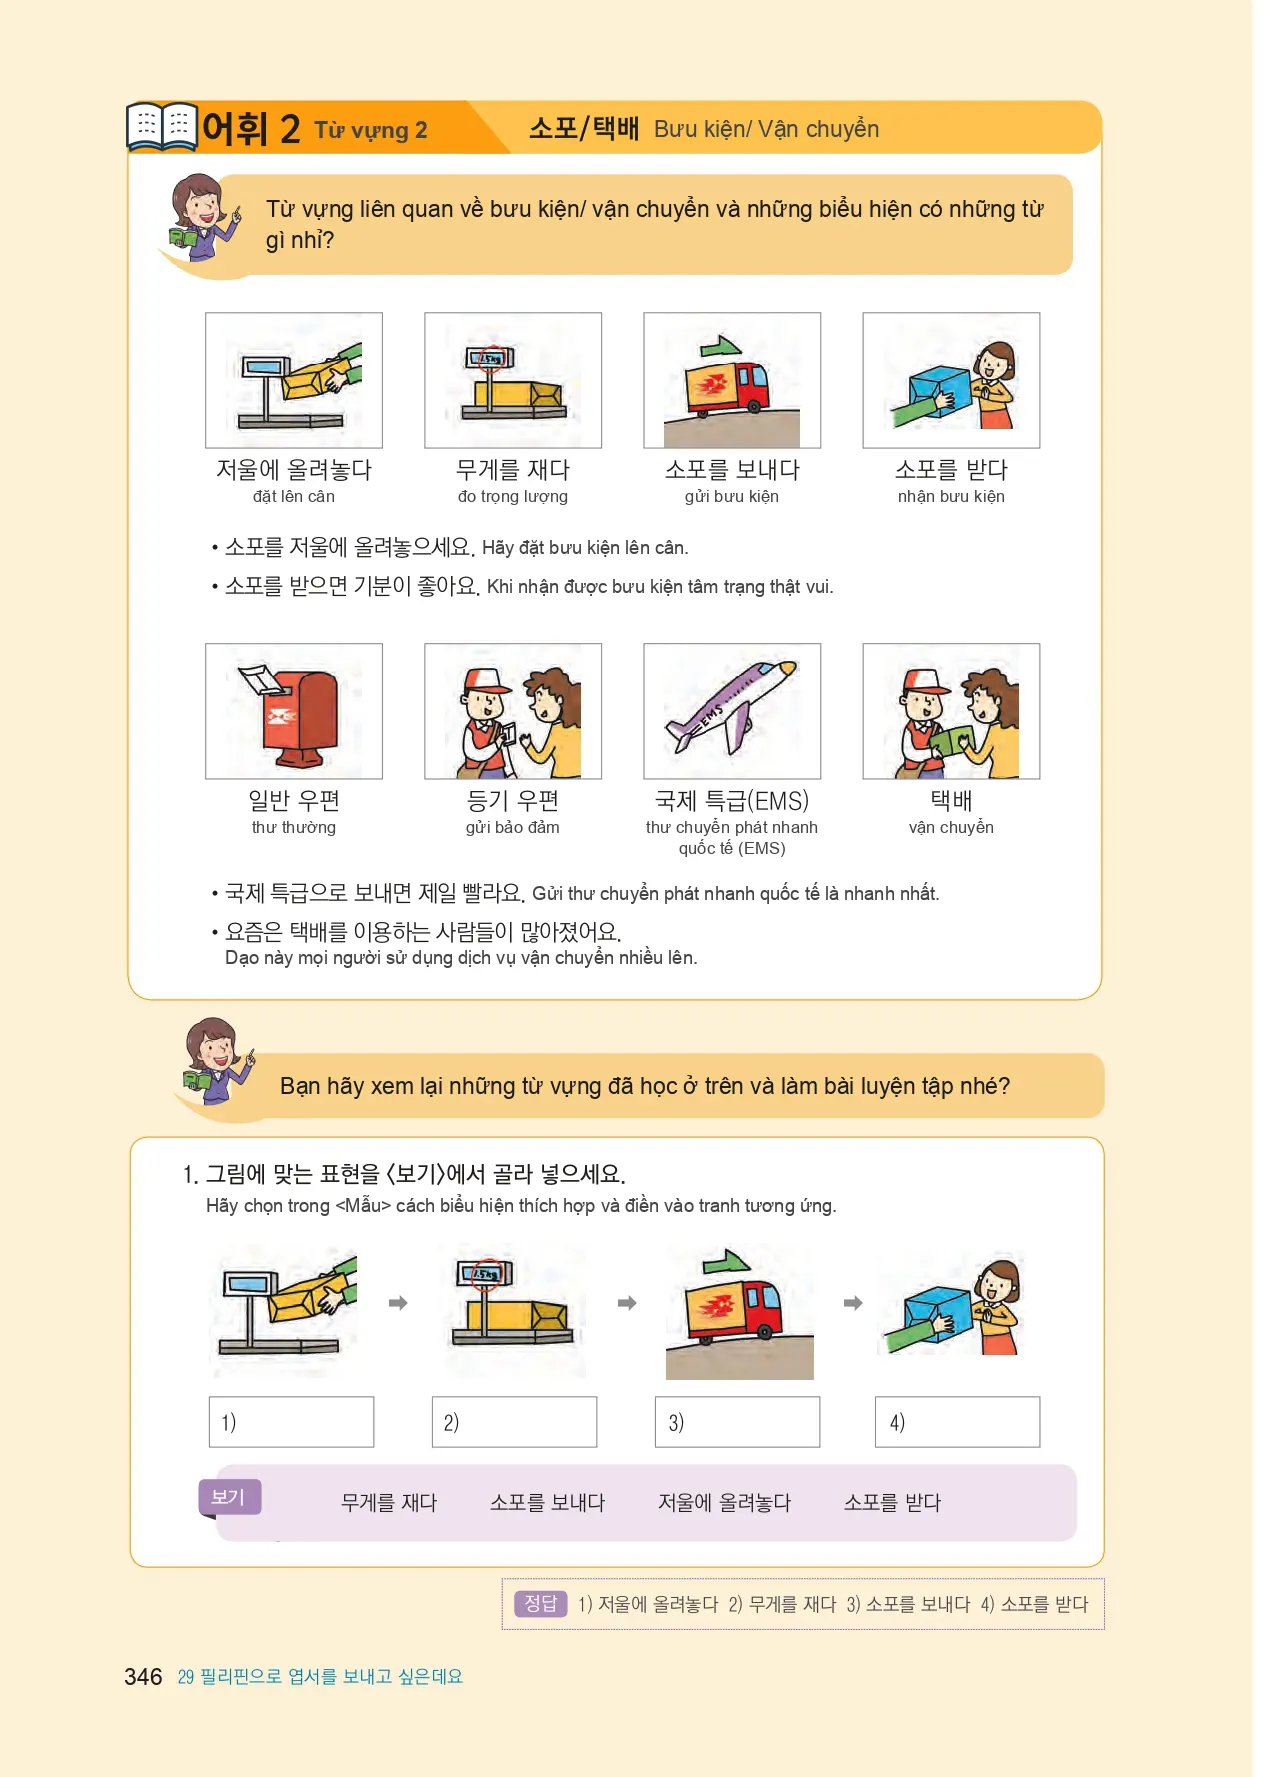 어휘 2 Từ vựng 2 소포/택배 Bưu kiện/ Vận chuyển
Từ vựng liên quan về bưu kiện/ vận chuyển và những biểu hiện có những từ
gì nhỉ?
1.5kg
저울에 올려놓다 무게를 재다 소포를 보내다 소포를 받다
đặt lên cân đo trọng lượng gửi bưu kiện nhận bưu kiện
• 소포를 저울에 올려놓으세요. Hãy đặt bưu kiện lên cân.
• 소포를 받으면 기분이 좋아요. Khi nhận được bưu kiện tâm trạng thật vui.
EMS
일반 우편 등기 우편 국제 특급(EMS) 택배
thư thường gửi bảo đảm thư chuyển phát nhanh vận chuyển
quốc tế (EMS)
• 국제 특급으로 보내면 제일 빨라요. Gửi thư chuyển phát nhanh quốc tế là nhanh nhất.
• 요즘은 택배를 이용하는 사람들이 많아졌어요.
Dạo này mọi người sử dụng dịch vụ vận chuyển nhiều lên.
Bạn hãy xem lại những từ vựng đã học ở trên và làm bài luyện tập nhé?
1. 그림에 맞는 표현을 〈보기〉에서 골라 넣으세요.
Hãy chọn trong <Mẫu> cách biểu hiện thích hợp và điền vào tranh tương ứng.
1.5kg
1) 2) 3) 4)
보기 무게를 재다 소포를 보내다 저울에 올려놓다 소포를 받다
정답 1) 저울에 올려놓다 2) 무게를 재다 3) 소포를 보내다 4) 소포를 받다
346 29 필리핀으로 엽서를 보내고 싶은데요